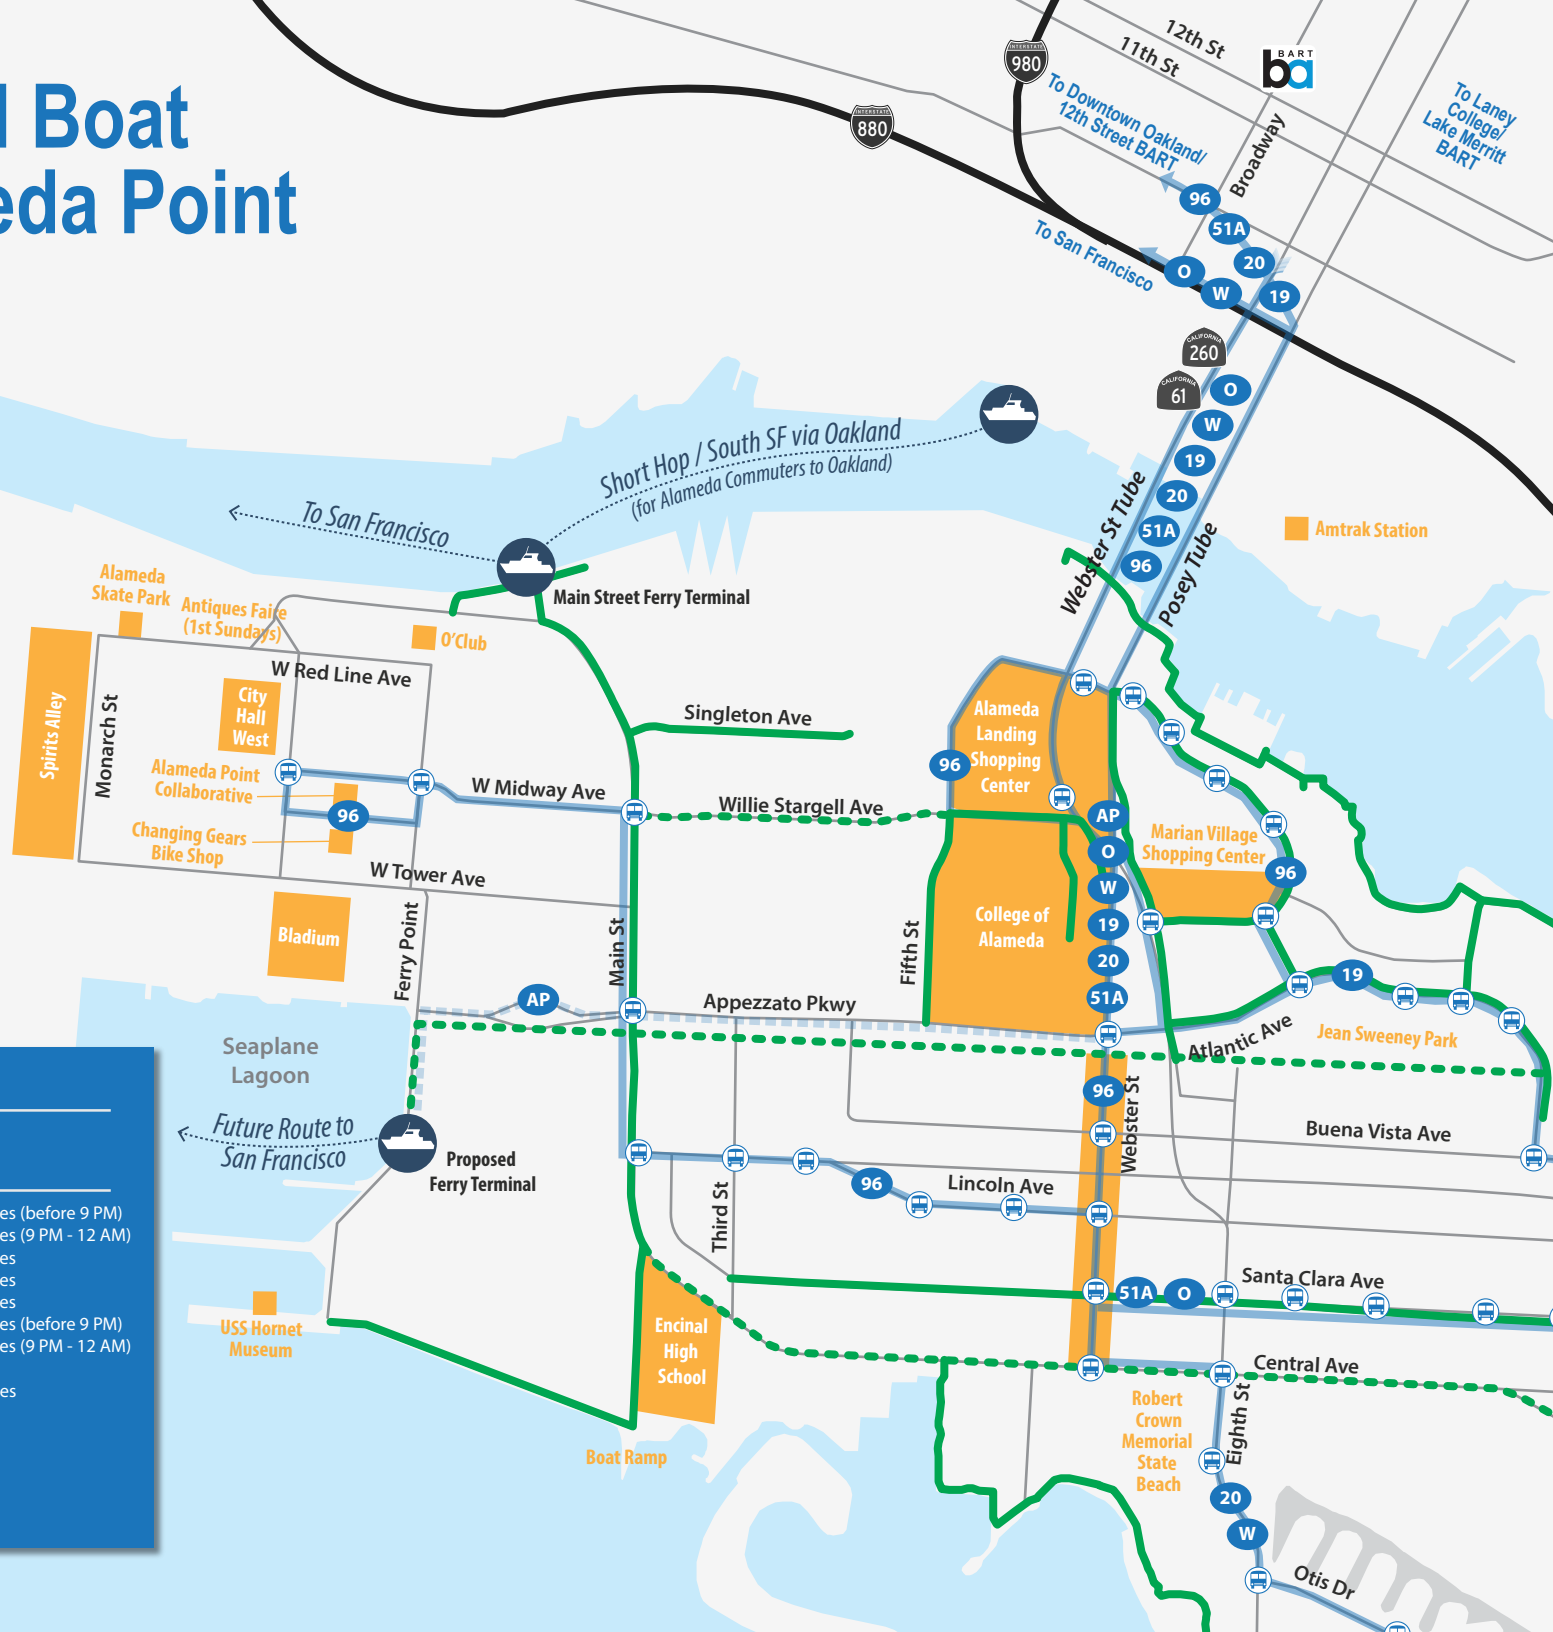 Boat
eda Point
INTERSTATE
980
INTERSTATE
880
12th St
11th St
BART
ba
To Downtown Oakland/
12th Street BART
Broadway
To Laney
College/
Lake Merritt
BART
96
51A
20
19
To San Francisco
O
W
CALIFORNIA
260
CALIFORNIA
61
O
W
19
20
51A
96
Webster St Tube
Posey Tube
Amtrak Station
Short Hop / South SF via Oakland
(for Alameda Commuters to Oakland)
To San Francisco
Main Street Ferry Terminal
Alameda
Skate Park
Antiques Faire
(1st Sundays)
O'Club
W Red Line Ave
Spirits Alley
Monarch St
City
Hall
West
Alameda Point
Collaborative
96
Changing Gears
Bike Shop
W Midway Ave
W Tower Ave
Singleton Ave
Willie Stargell Ave
Alameda
Landing
Shopping
Center
96
AP
O
W
19
20
51A
Marian Village
Shopping Center
96
College of
Alameda
Fifth St
Bladium
Ferry Point
Main St
AP
Appezzato Pkwy
19
Atlantic Ave
Jean Sweeney Park
Seaplane
Lagoon
Future Route to
San Francisco
Proposed
Ferry Terminal
96
Webster St
Buena Vista Ave
96
Lincoln Ave
Third St
es (before 9 PM)
es (9 PM - 12 AM)
es
es
es
es (before 9 PM)
es (9 PM - 12 AM)
es
51A
O
Santa Clara Ave
USS Hornet
Museum
Encinal
High
School
Central Ave
Boat Ramp
Robert
Crown
Memorial
State
Beach
Eighth St
20
W
Otis Dr